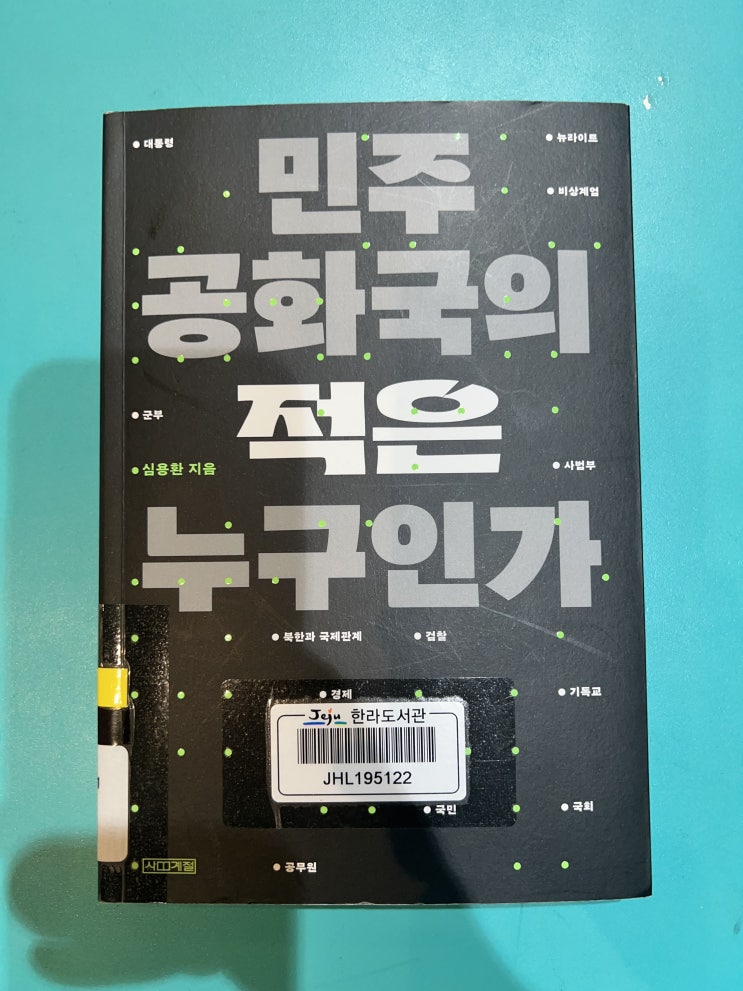 대통령
뉴라이트
민주
비상계엄
공화국의
적은
군부
심용환 지음
사법부
누구인가
북한과 국제관계
검찰
경제
기독교
Jeju 한라도서관
JHL195122
국민
국회
사계절
공무원